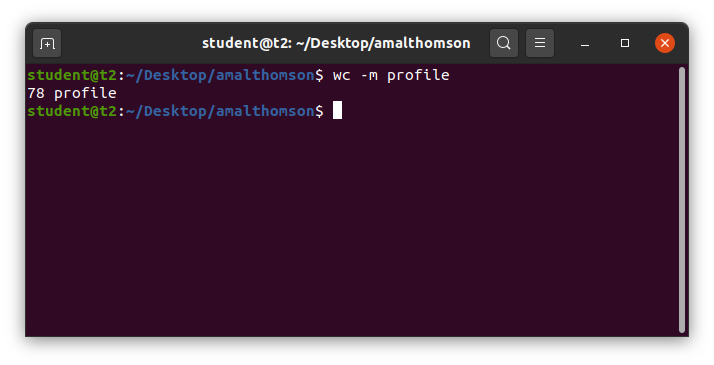 student@t2: ~/Desktop/amalthomson
student@t2:~/Desktop/amalthomson$ wc -m profile
78 profile
student@t2:~/Desktop/amalthomson$